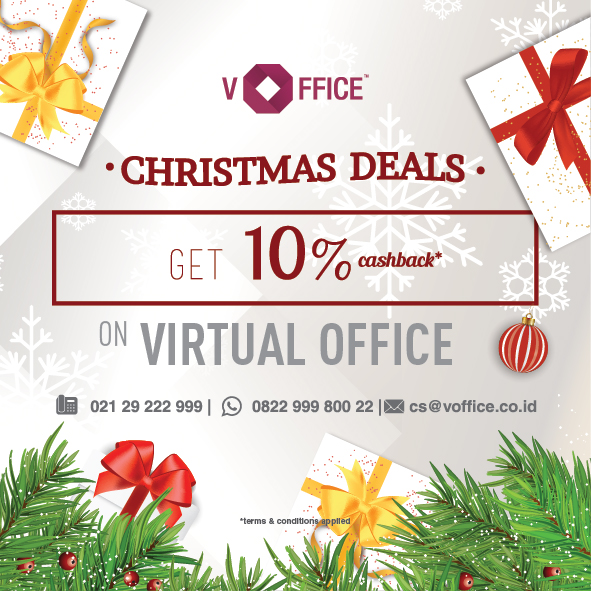 VOFFICE™
• CHRISTMAS DEALS •
GET 10% cashback*
ON VIRTUAL OFFICE
021 29 222 999 | 0822 999 800 22 | cs@voffice.co.id
*terms & conditions applied